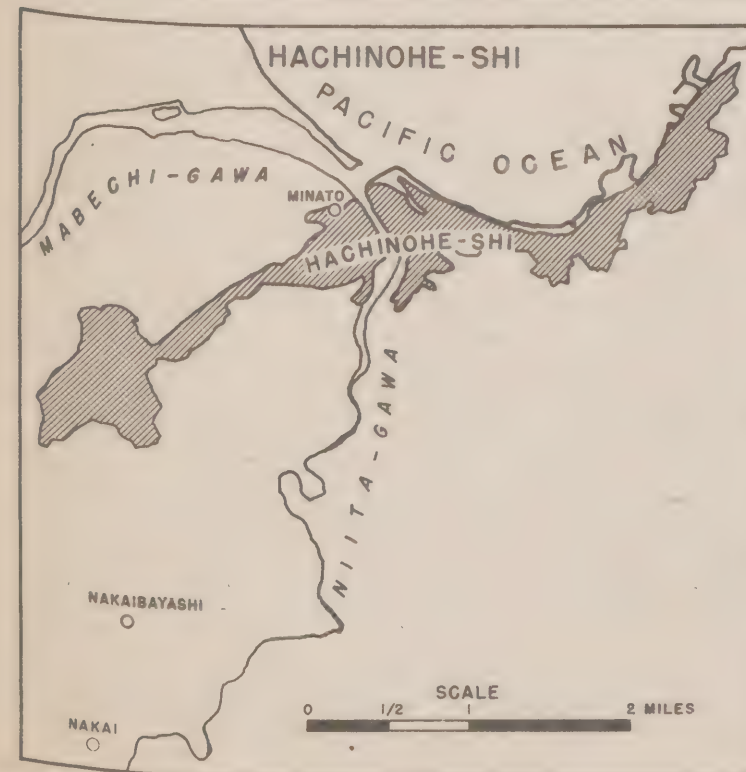 HACHINOHE-SHI
PACIFIC OCEAN
MABECHI-GAWA
MINATO
HACHINOHE-SHI
NIITA-GAWA
NAKAIBAYASHI
NAKAI
SCALE
0 1/2 1 2 MILES